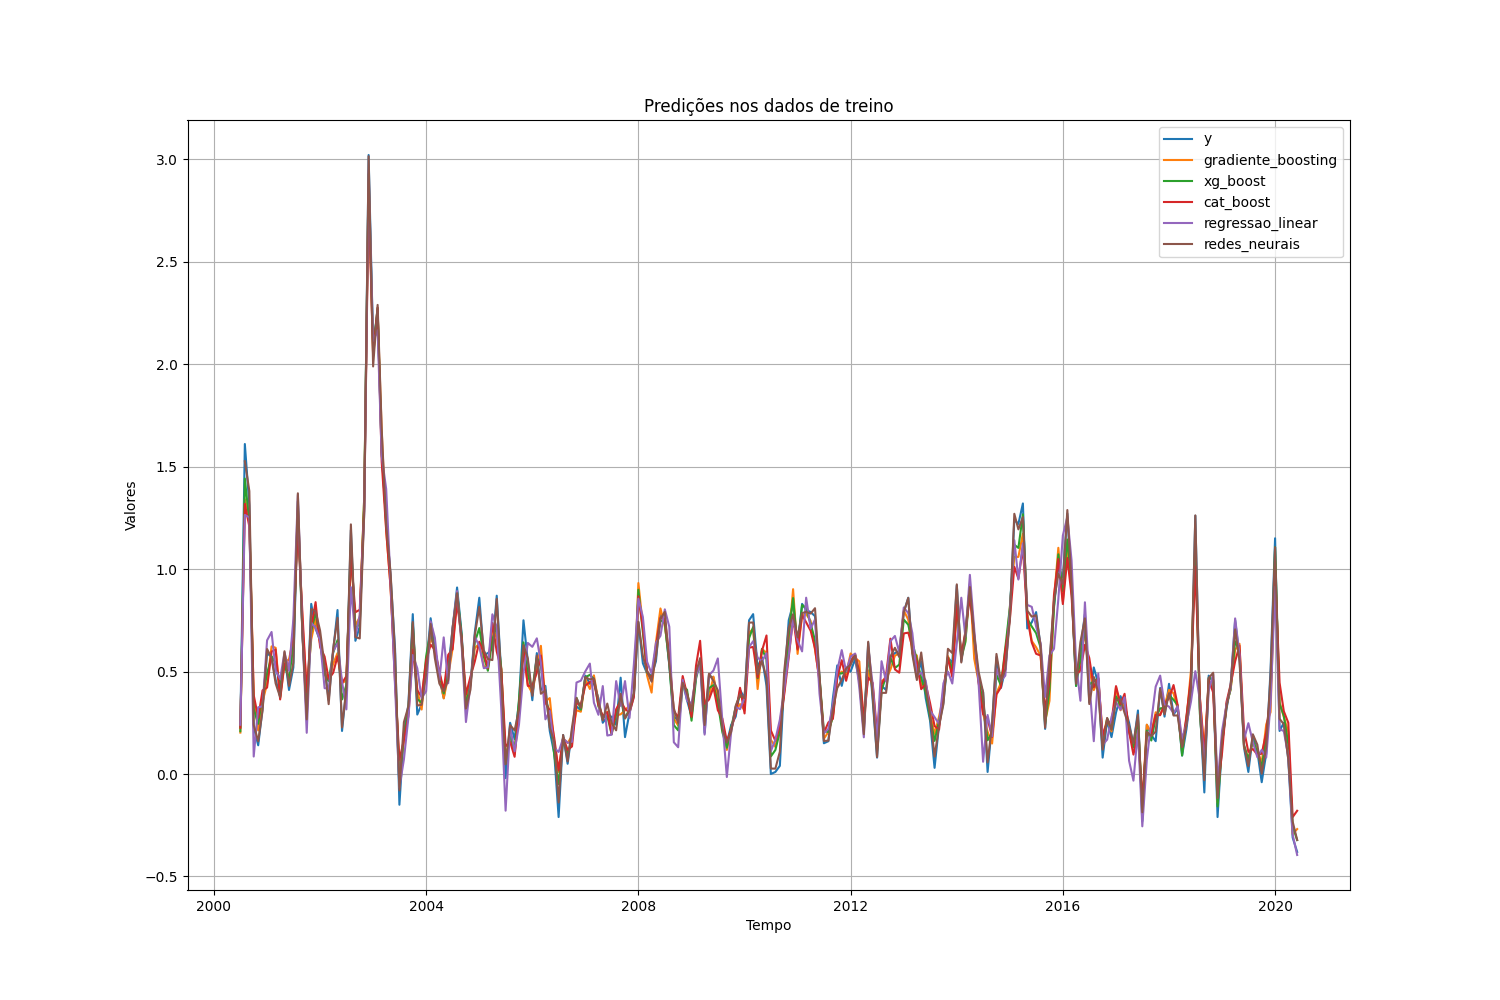 Predições nos dados de treino
y
gradiente_boosting
xg_boost
cat_boost
regressao_linear
redes_neurais
Valores
3.0
2.5
2.0
1.5
1.0
0.5
0.0
−0.5
2000
2004
2008
2012
2016
2020
Tempo